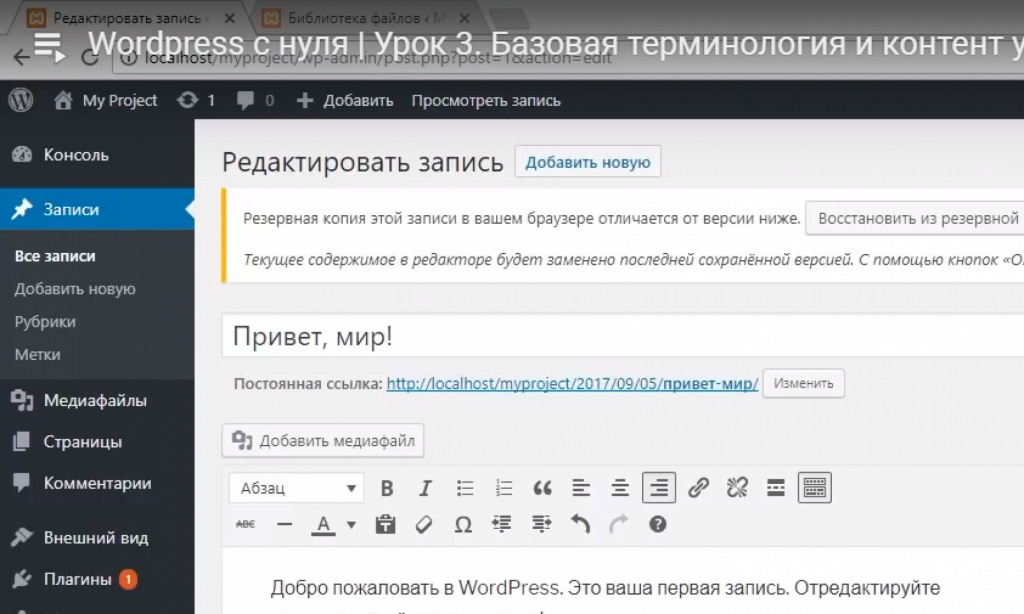 Редактировать запись ‹
Библиотека файлов ‹ M
Wordpress с нуля | Урок 3. Базовая терминология и контент у
localhost/myproject/wp-admin/post.php?post=1&action=edit
My Project 1 0 + Добавить Просмотреть запись
Консоль
Записи
Все записи
Добавить новую
Рубрики
Метки
Медиафайлы
Страницы
Комментарии
Внешний вид
Плагины 1
Редактировать запись Добавить новую
Резервная копия этой записи в вашем браузере отличается от версии ниже. Восстановить из резервной
Текущее содержимое в редакторе будет заменено последней сохранённой версией. С помощью кнопок «О
Привет, мир!
Постоянная ссылка: http://localhost/myproject/2017/09/05/привет-мир/ Изменить
Добавить медиафайл
Абзац B I
ABC A Ω
Добро пожаловать в WordPress. Это ваша первая запись. Отредактируйте